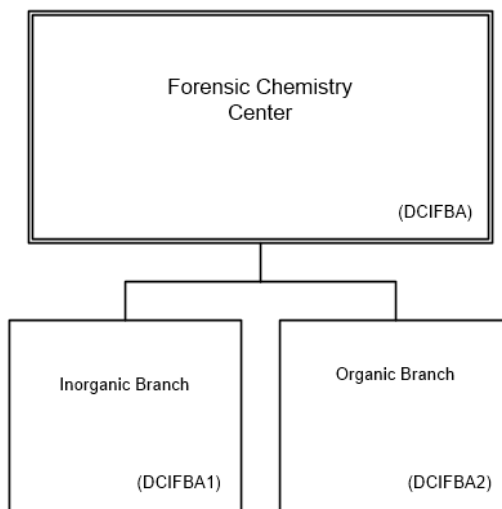 Forensic Chemistry
Center
(DCIFBA)
Inorganic Branch
(DCIFBA1)
Organic Branch
(DCIFBA2)